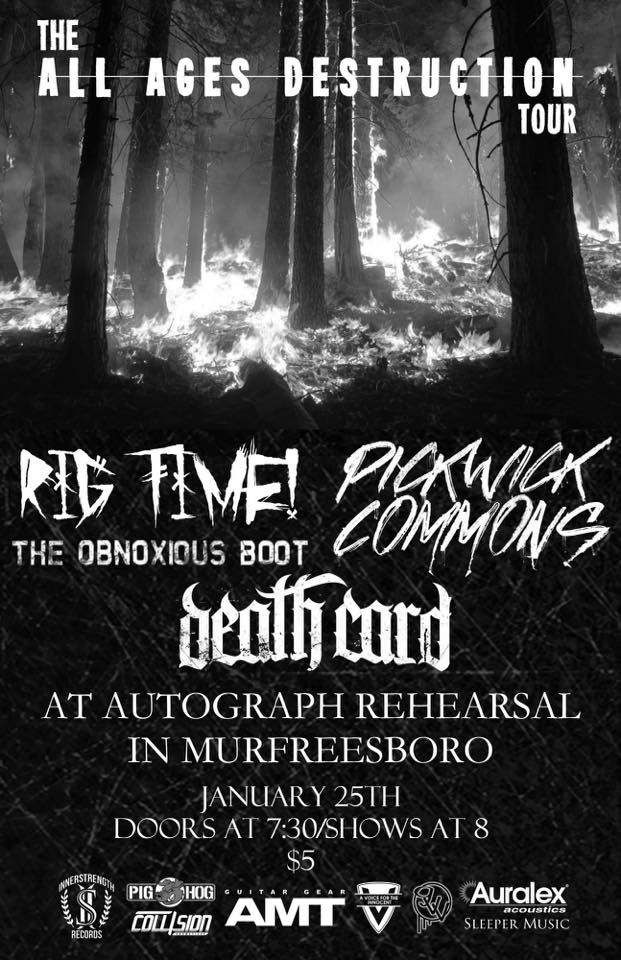 THE
ALL AGES DESTRUCTION
TOUR
RIG TIME!
PICKWICK
COMMONS
THE OBNOXIOUS BOOT
death card
AT AUTOGRAPH REHEARSAL
IN MURFREESBORO
JANUARY 25TH
DOORS AT 7:30/SHOWS AT 8
$5
INNERSTRENGTH
IS
RECORDS
PIG HOG
COLLISION
GUITAR GEAR
AMT
A VOICE FOR THE
INNOCENT
Auralex
acoustics
SLEEPER MUSIC